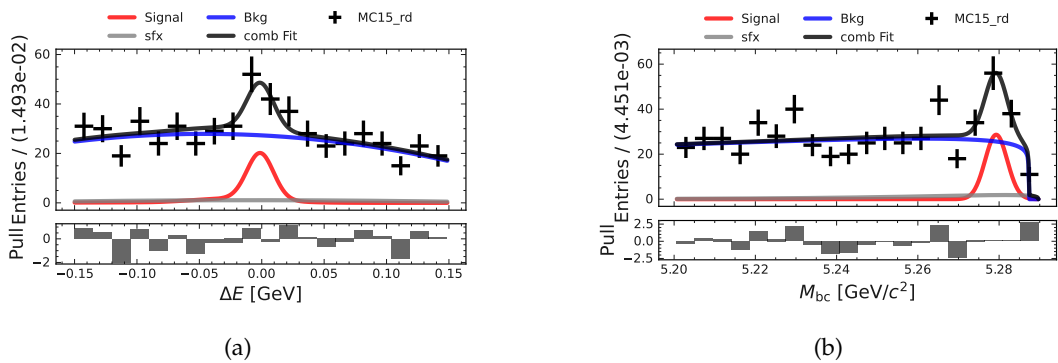 Signal
Bkg
MC15_rd
sfx
comb Fit
Entries / (1.493e-02)
60
40
20
0
Pull
0
−2
−0.15 −0.10 −0.05 0.00 0.05 0.10 0.15
ΔE [GeV]
(a)
Signal
Bkg
MC15_rd
sfx
comb Fit
Entries / (4.451e-03)
60
40
20
0
Pull
2.5
0.0
−2.5
5.20 5.22 5.24 5.26 5.28
M_bc [GeV/c²]
(b)